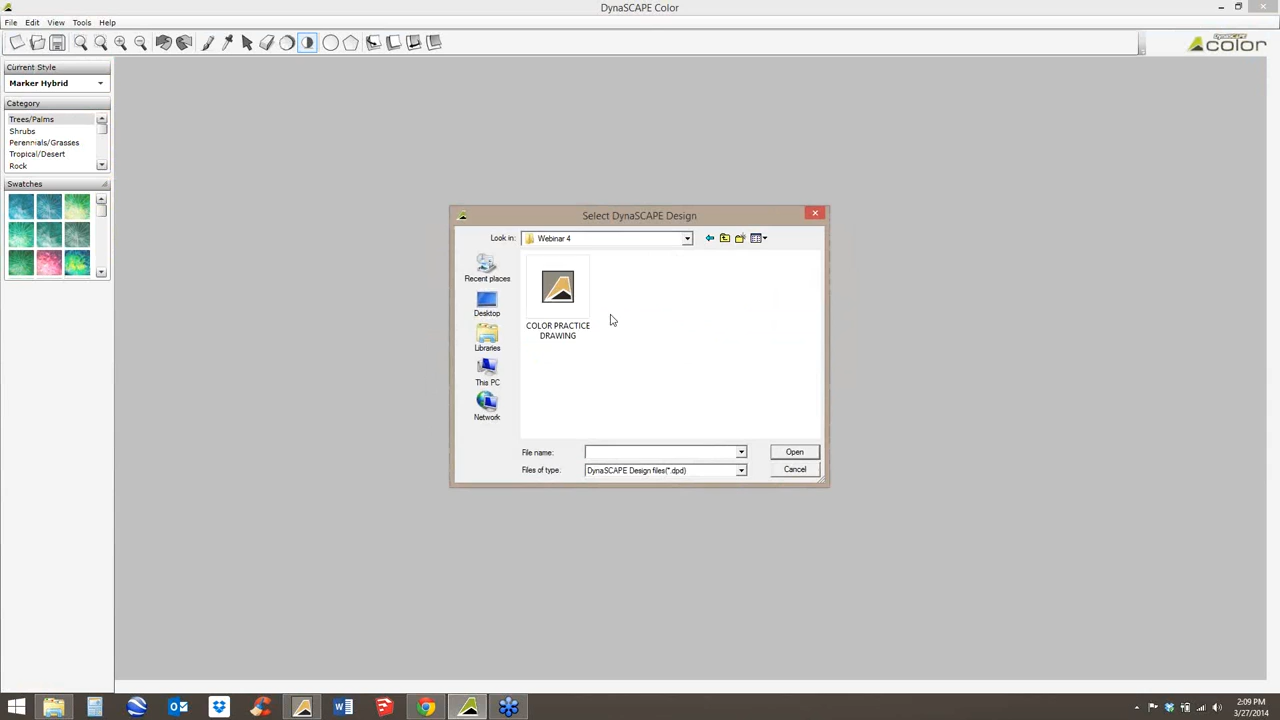 DynaSCAPE Color
File Edit View Tools Help
DynaSCAPE
color
Current Style
Marker Hybrid
Category
Trees/Palms
Shrubs
Perennials/Grasses
Tropical/Desert
Rock
Swatches
Select DynaSCAPE Design
Look in: Webinar 4
Recent places
Desktop
Libraries
This PC
Network
COLOR PRACTICE
DRAWING
File name:
Open
Files of type: DynaSCAPE Design files(*.dpd)
Cancel
2:09 PM
3/27/2014